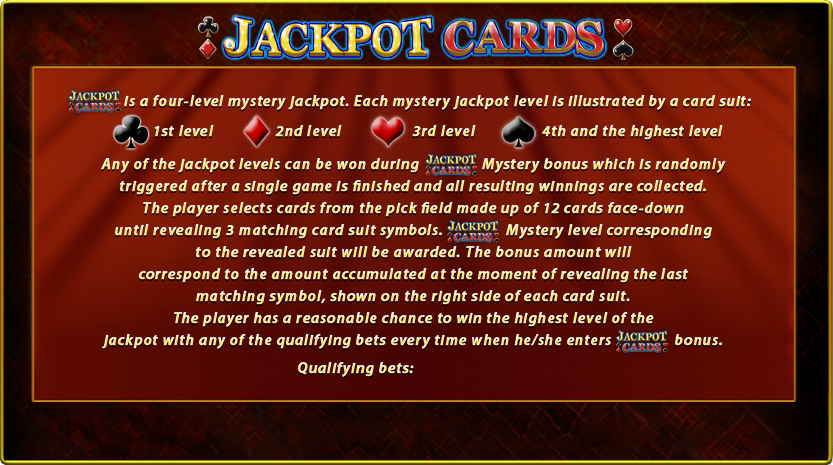 JACKPOT CARDS
JACKPOT CARDS is a four-level mystery jackpot. Each mystery jackpot level is illustrated by a card suit:
1st level 2nd level 3rd level 4th and the highest level
Any of the jackpot levels can be won during JACKPOT CARDS Mystery bonus which is randomly
triggered after a single game is finished and all resulting winnings are collected.
The player selects cards from the pick field made up of 12 cards face-down
until revealing 3 matching card suit symbols. JACKPOT CARDS Mystery level corresponding
to the revealed suit will be awarded. The bonus amount will
correspond to the amount accumulated at the moment of revealing the last
matching symbol, shown on the right side of each card suit.
The player has a reasonable chance to win the highest level of the
jackpot with any of the qualifying bets every time when he/she enters JACKPOT CARDS bonus.
Qualifying bets: